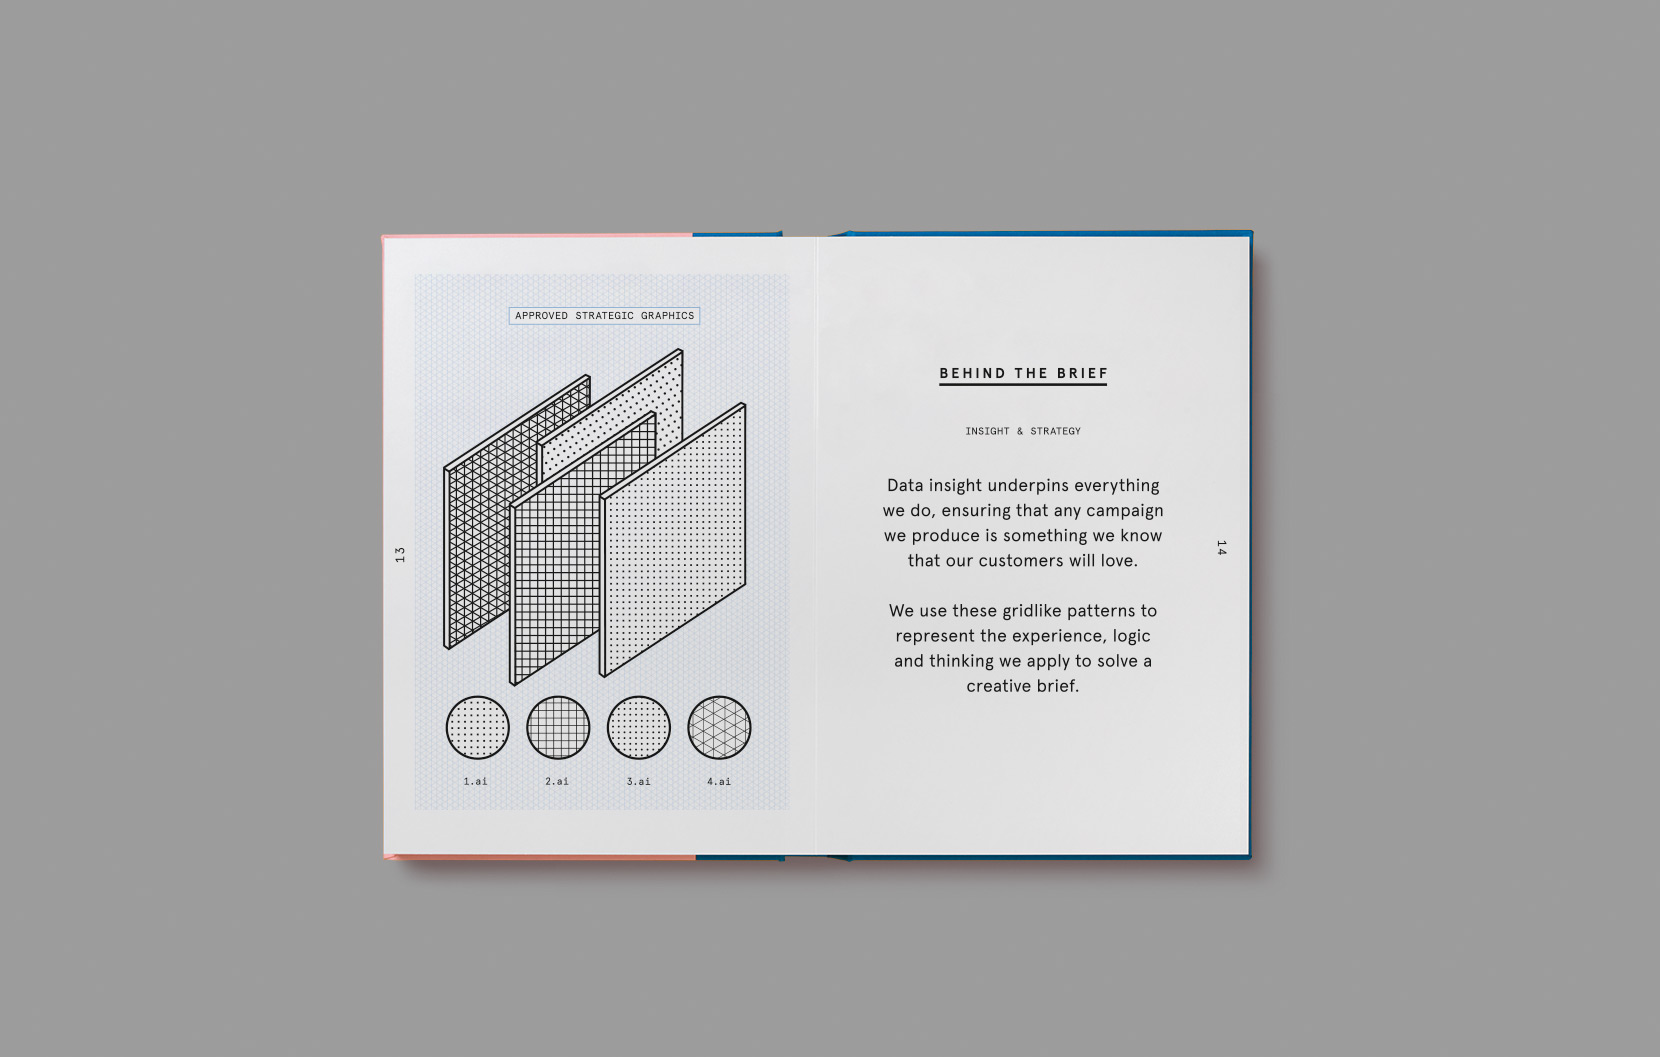 APPROVED STRATEGIC GRAPHICS
13
1.ai
2.ai
3.ai
4.ai
BEHIND THE BRIEF
INSIGHT & STRATEGY
Data insight underpins everything
we do, ensuring that any campaign
we produce is something we know
that our customers will love.
We use these gridlike patterns to
represent the experience, logic
and thinking we apply to solve a
creative brief.
14